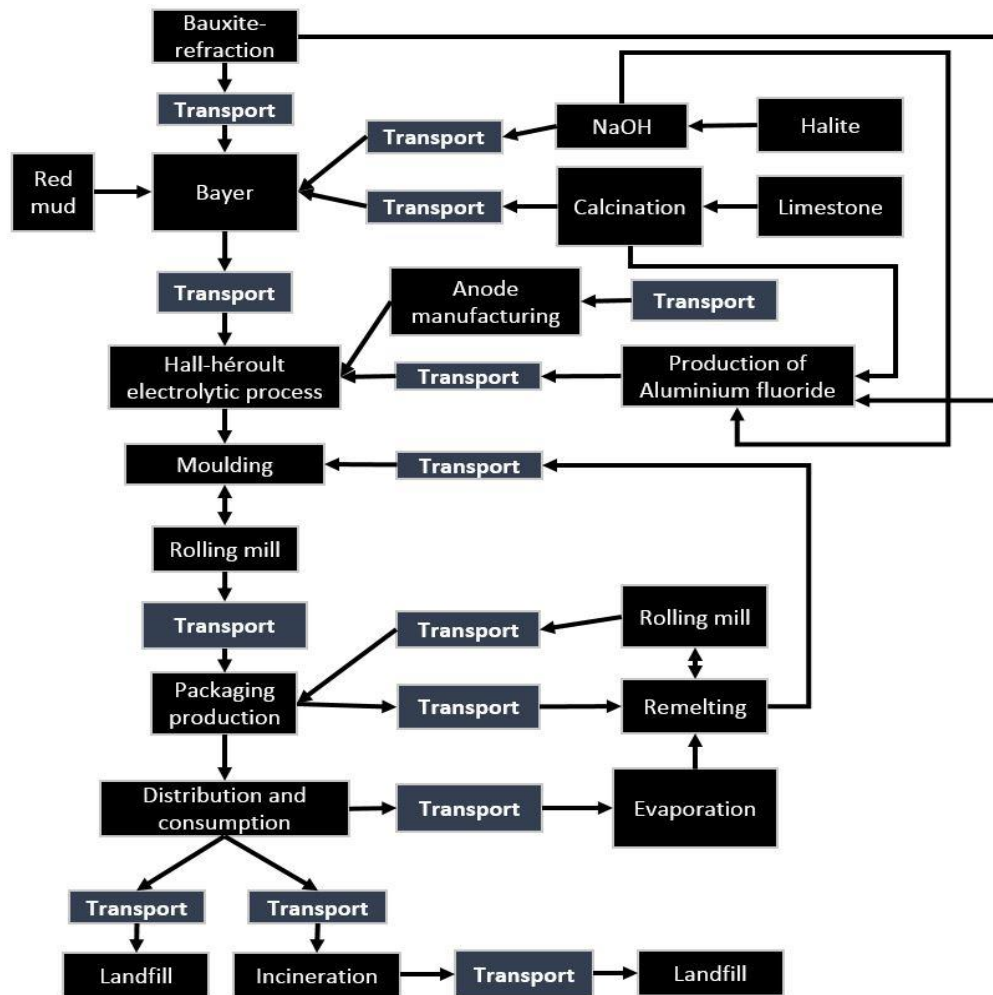 Bauxite-
refraction
Transport
Transport
NaOH
Halite
Red
mud
Bayer
Transport
Calcination
Limestone
Transport
Anode
manufacturing
Transport
Hall-héroult
electrolytic process
Transport
Production of
Aluminium fluoride
Moulding
Transport
Rolling mill
Transport
Transport
Rolling mill
Packaging
production
Transport
Remelting
Distribution and
consumption
Transport
Evaporation
Transport
Transport
Landfill
Incineration
Transport
Landfill